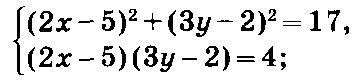 (2x – 5)² + (3y – 2)² = 17,
(2x – 5) (3y – 2) = 4;